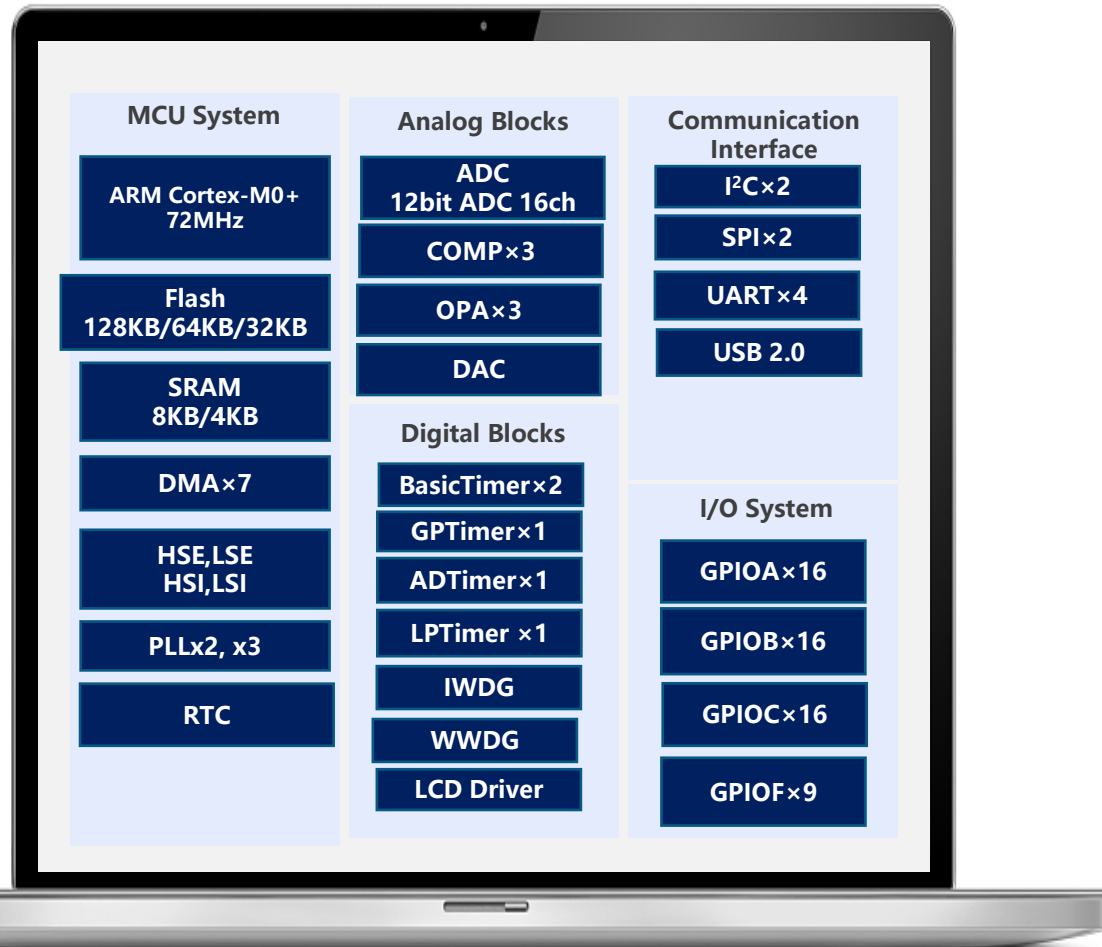 MCU System
ARM Cortex-M0+
72MHz
Flash
128KB/64KB/32KB
SRAM
8KB/4KB
DMA×7
HSE,LSE
HSI,LSI
PLLx2, x3
RTC
Analog Blocks
ADC
12bit ADC 16ch
COMP×3
OPA×3
DAC
Digital Blocks
BasicTimer×2
GPTimer×1
ADTimer×1
LPTimer ×1
IWDG
WWDG
LCD Driver
Communication
Interface
I²C×2
SPI×2
UART×4
USB 2.0
I/O System
GPIOA×16
GPIOB×16
GPIOC×16
GPIOF×9